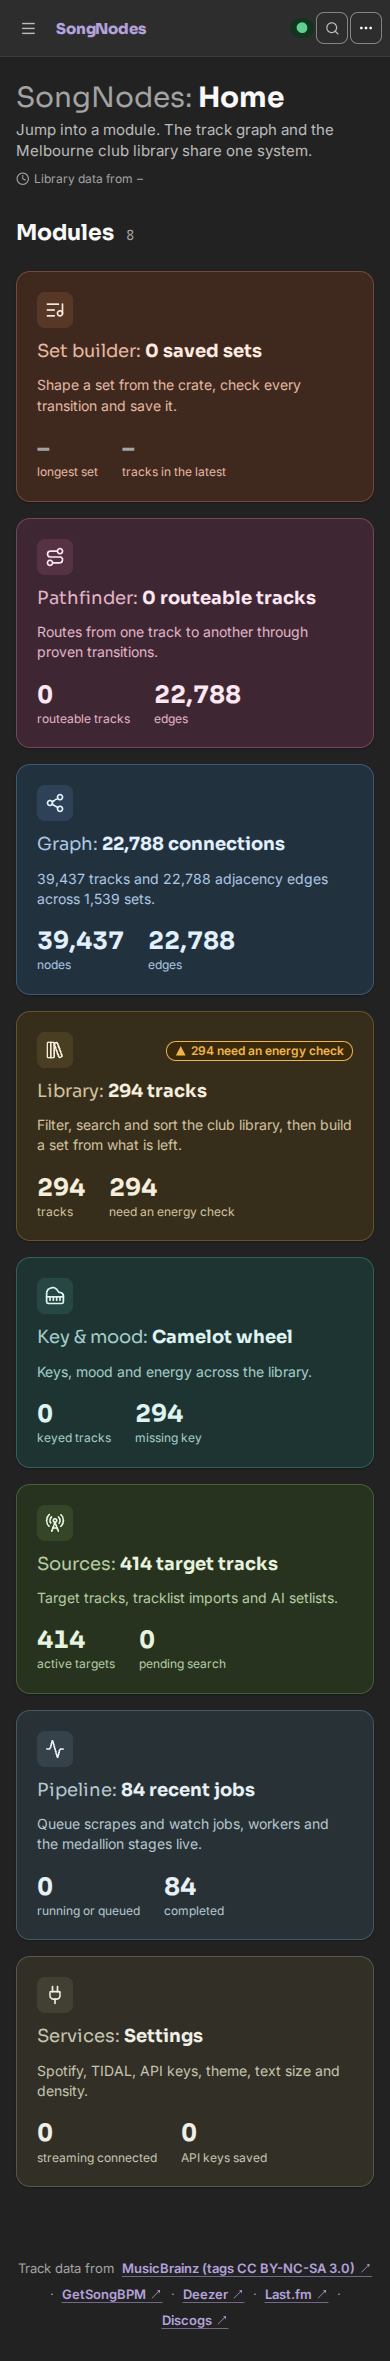 SongNodes
SongNodes: Home
Jump into a module. The track graph and the
Melbourne club library share one system.
Library data from –
Modules 8
Set builder: 0 saved sets
Shape a set from the crate, check every
transition and save it.
– –
longest set tracks in the latest
Pathfinder: 0 routeable tracks
Routes from one track to another through
proven transitions.
0 22,788
routeable tracks edges
Graph: 22,788 connections
39,437 tracks and 22,788 adjacency edges
across 1,539 sets.
39,437 22,788
nodes edges
294 need an energy check
Library: 294 tracks
Filter, search and sort the club library, then build
a set from what is left.
294 294
tracks need an energy check
Key & mood: Camelot wheel
Keys, mood and energy across the library.
0 294
keyed tracks missing key
Sources: 414 target tracks
Target tracks, tracklist imports and AI setlists.
414 0
active targets pending search
Pipeline: 84 recent jobs
Queue scrapes and watch jobs, workers and
the medallion stages live.
0 84
running or queued completed
Services: Settings
Spotify, TIDAL, API keys, theme, text size and
density.
0 0
streaming connected API keys saved
Track data from MusicBrainz (tags CC BY-NC-SA 3.0) ↗
· GetSongBPM ↗ · Deezer ↗ · Last.fm ↗ ·
Discogs ↗